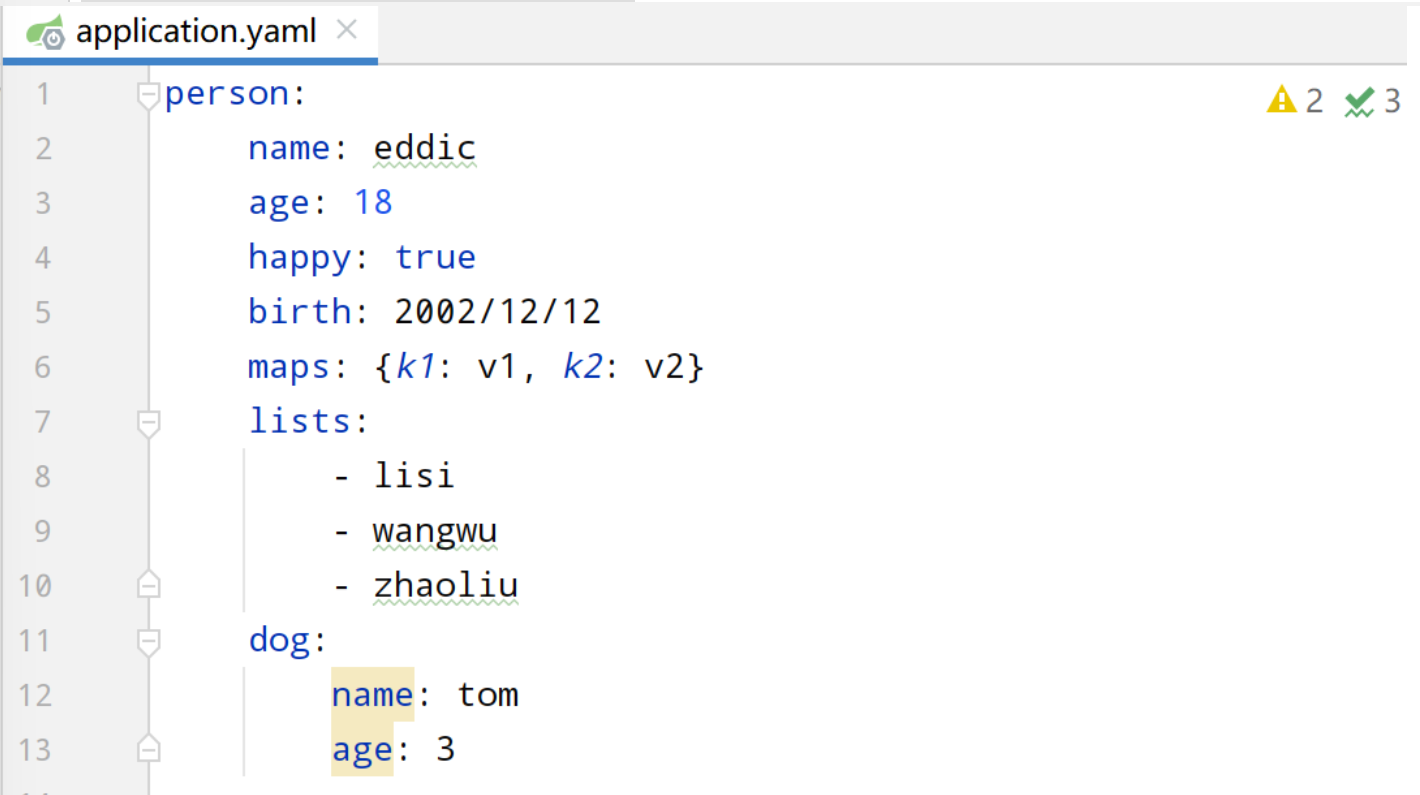 application.yaml
2 3
1 person:
2     name: eddic
3     age: 18
4     happy: true
5     birth: 2002/12/12
6     maps: {k1: v1, k2: v2}
7     lists:
8         - lisi
9         - wangwu
10         - zhaoliu
11     dog:
12         name: tom
13         age: 3